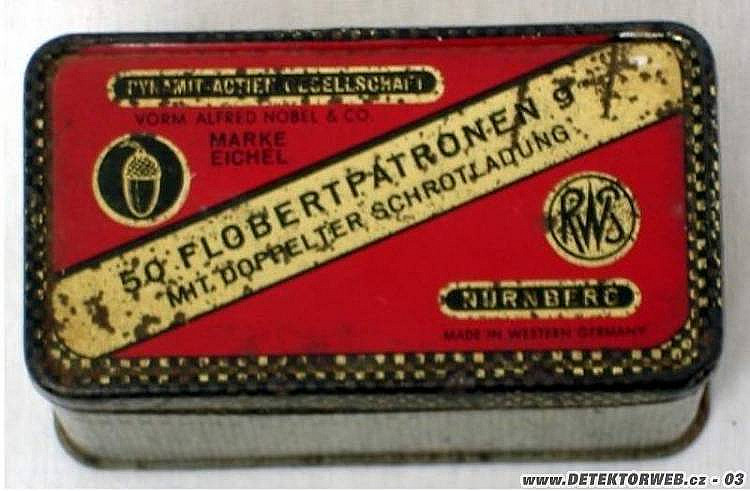 DYNAMIT-ACTIEN GESELLSCHAFT
VORM ALFRED NOBEL & CO.
MARKE
EICHEL
50 FLOBERTPATRONEN 9
MIT DOPPELTER SCHROTLADUNG
RWS
NÜRNBERG
MADE IN WESTERN GERMANY
www.DETEKTORWEB.cz - 03